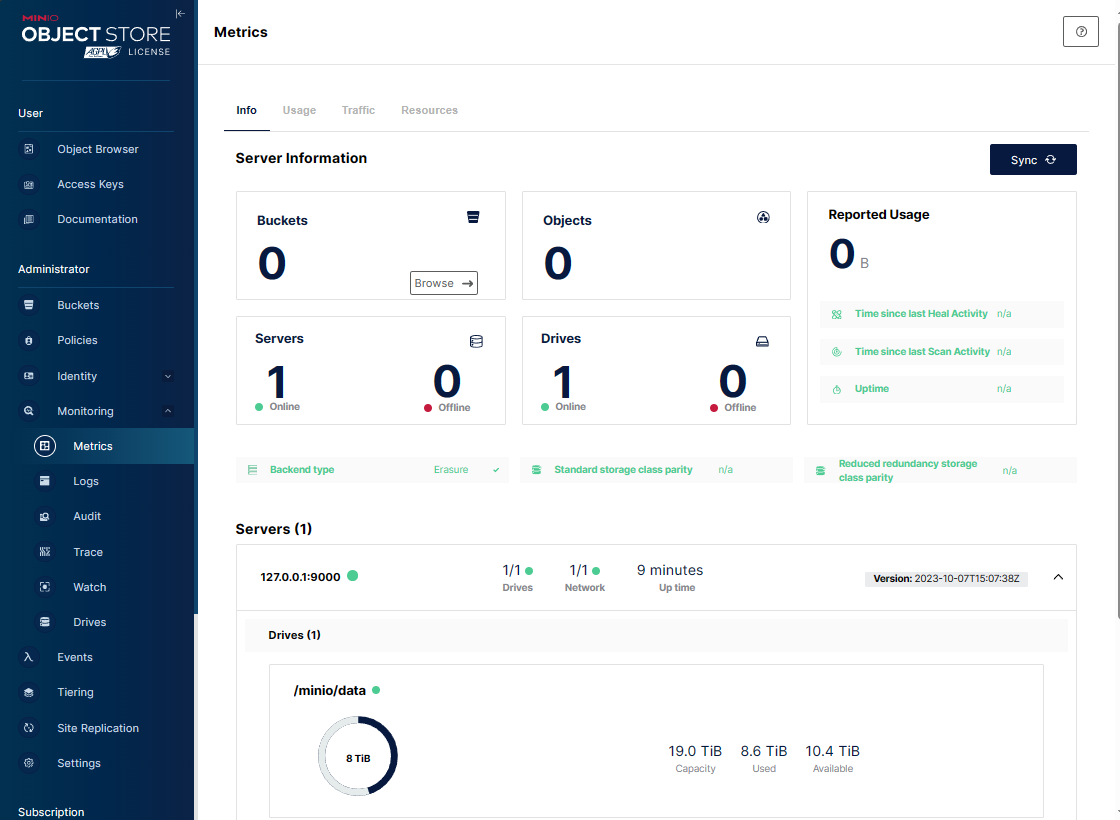 MINIO
OBJECT STORE
AGPL LICENSE
User
Object Browser
Access Keys
Documentation
Administrator
Buckets
Policies
Identity
Monitoring
Metrics
Logs
Audit
Trace
Watch
Drives
Events
Tiering
Site Replication
Settings
Subscription
Metrics
Info Usage Traffic Resources
Server Information
Sync
Buckets
0
Browse
Objects
0
Reported Usage
0 B
Time since last Heal Activity n/a
Time since last Scan Activity n/a
Uptime n/a
Servers
1 0
Online Offline
Drives
1 0
Online Offline
Backend type Erasure
Standard storage class parity n/a
Reduced redundancy storage
class parity n/a
Servers (1)
127.0.0.1:9000
1/1
Drives
1/1
Network
9 minutes
Up time
Version: 2023-10-07T15:07:38Z
Drives (1)
/minio/data
8 TiB
19.0 TiB 8.6 TiB 10.4 TiB
Capacity Used Available